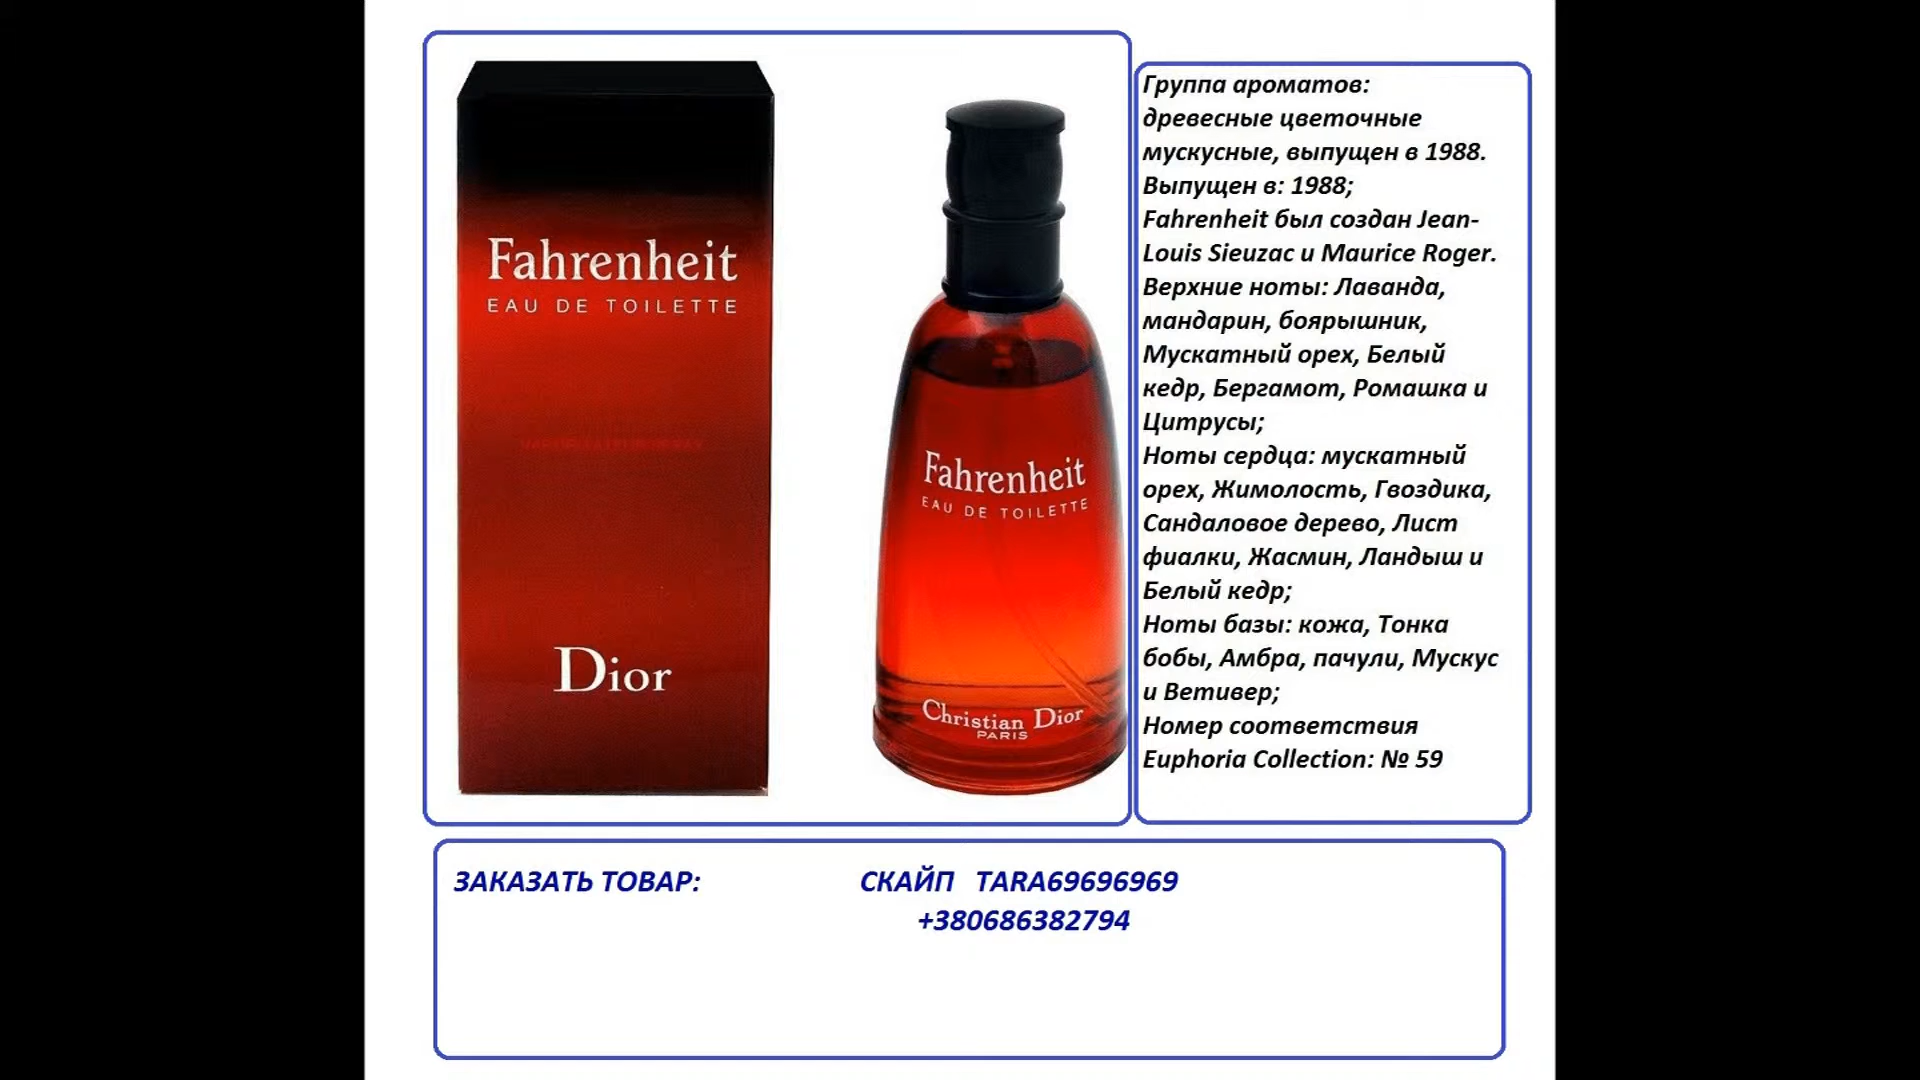 Fahrenheit
EAU DE TOILETTE
Dior
Fahrenheit
EAU DE TOILETTE
Christian Dior
PARIS
Группа ароматов:
древесные цветочные
мускусные, выпущен в 1988.
Выпущен в: 1988;
Fahrenheit был создан Jean-
Louis Sieuzac и Maurice Roger.
Верхние ноты: Лаванда,
мандарин, боярышник,
Мускатный орех, Белый
кедр, Бергамот, Ромашка и
Цитрусы;
Ноты сердца: мускатный
орех, Жимолость, Гвоздика,
Сандаловое дерево, Лист
фиалки, Жасмин, Ландыш и
Белый кедр;
Ноты базы: кожа, Тонка
бобы, Амбра, пачули, Мускус
и Ветивер;
Номер соответствия
Euphoria Collection: № 59
ЗАКАЗАТЬ ТОВАР: СКАЙП TARA69696969
+380686382794